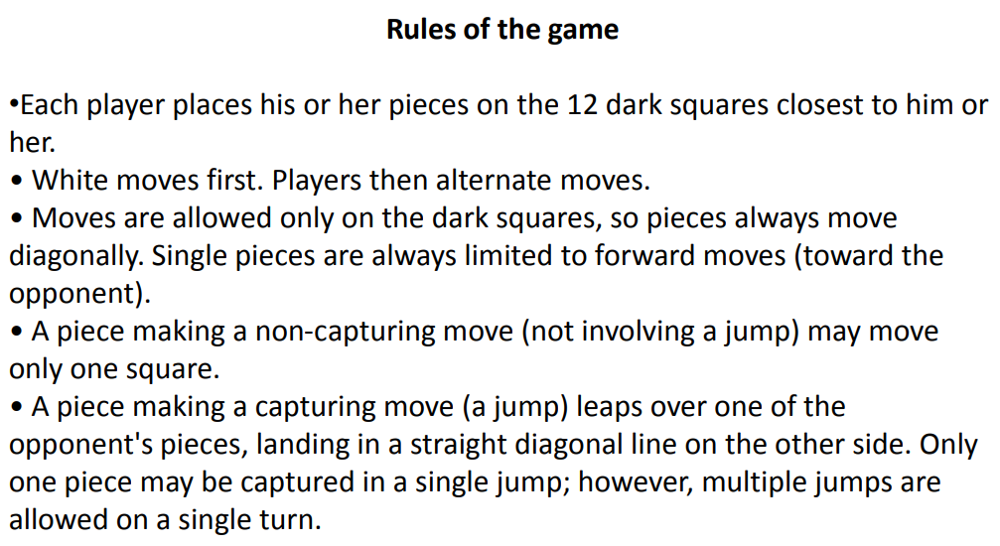 Rules of the game
•Each player places his or her pieces on the 12 dark squares closest to him or
her.
• White moves first. Players then alternate moves.
• Moves are allowed only on the dark squares, so pieces always move
diagonally. Single pieces are always limited to forward moves (toward the
opponent).
• A piece making a non-capturing move (not involving a jump) may move
only one square.
• A piece making a capturing move (a jump) leaps over one of the
opponent's pieces, landing in a straight diagonal line on the other side. Only
one piece may be captured in a single jump; however, multiple jumps are
allowed on a single turn.